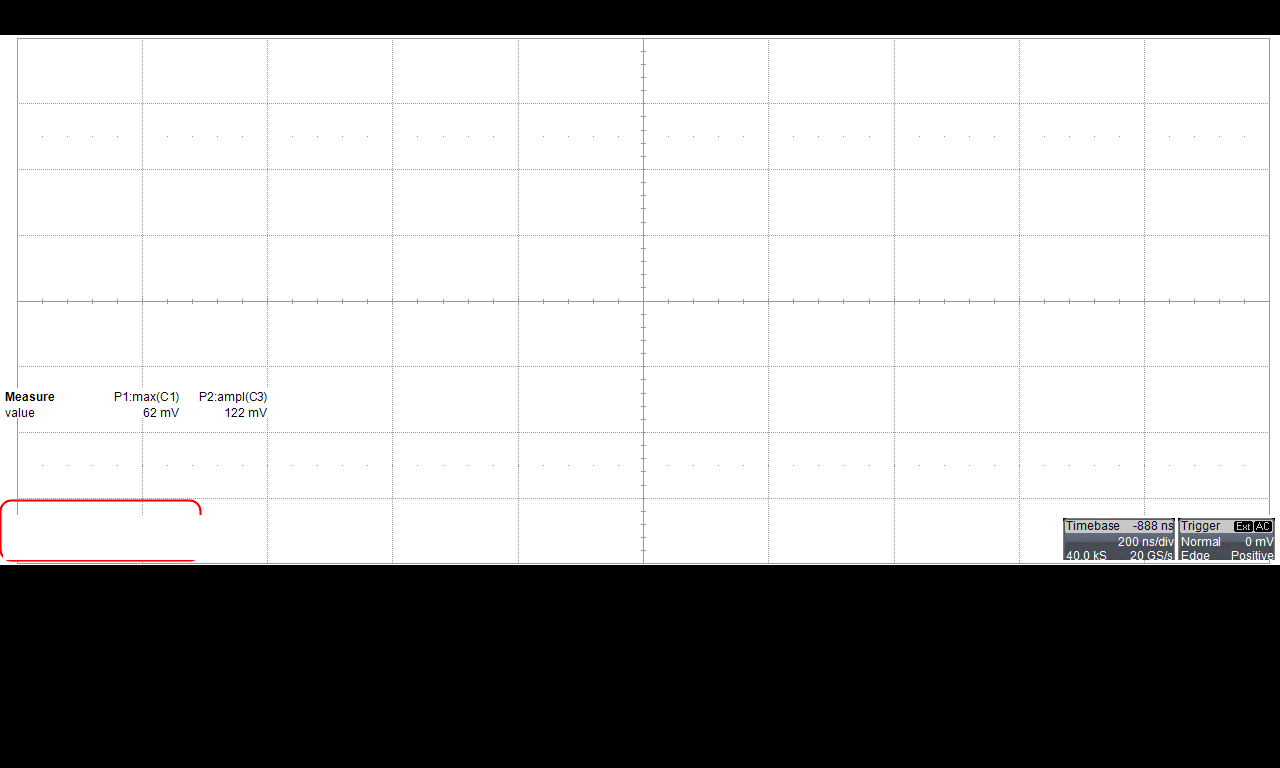 Measure P1:max(C1) P2:ampl(C3)
value 62 mV 122 mV
Timebase -888 ns
200 ns/div
40.0 kS 20 GS/s
Trigger Ext AC
Normal 0 mV
Edge Positive